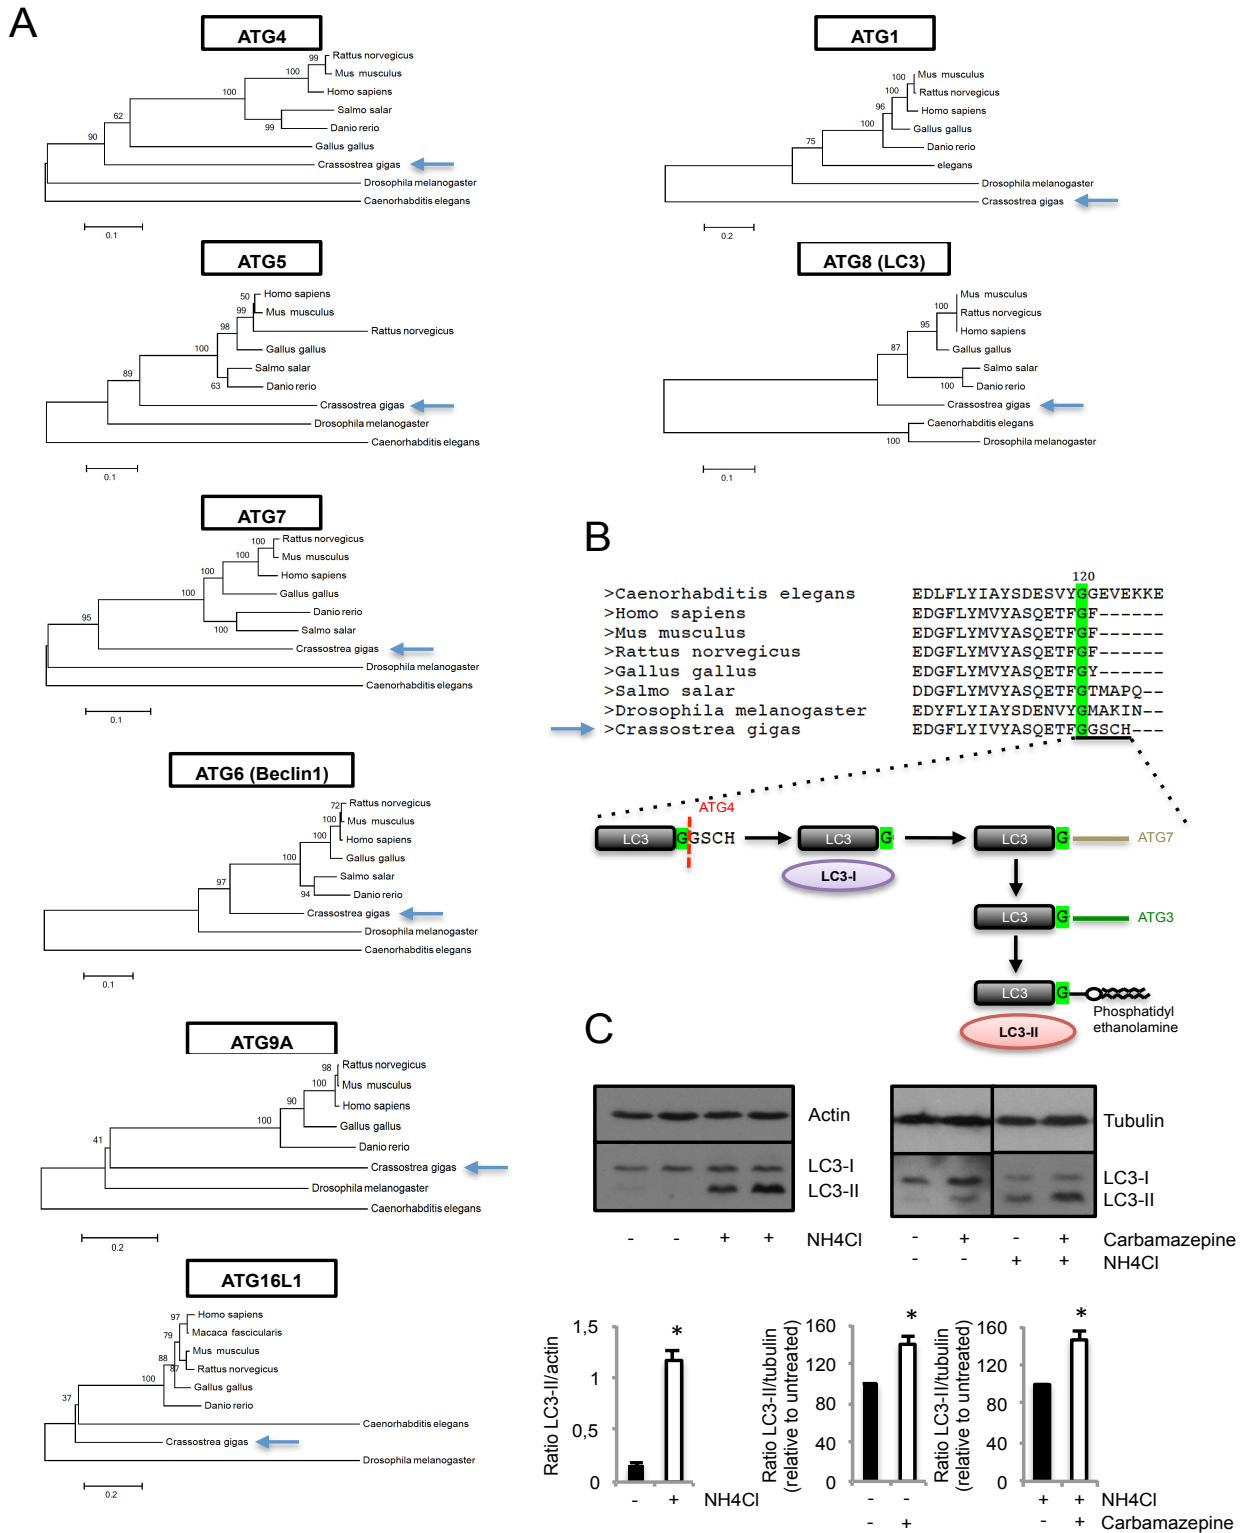 A
ATG4
99
Rattus norvegicus
100
Mus musculus
100
Homo sapiens
Salmo salar
62
99
Danio rerio
90
Gallus gallus
Crassostrea gigas
Drosophila melanogaster
Caenorhabditis elegans
0.1
ATG5
50
Homo sapiens
99
Mus musculus
98
Rattus norvegicus
100
Gallus gallus
Salmo salar
89
63
Danio rerio
Crassostrea gigas
Drosophila melanogaster
Caenorhabditis elegans
0.1
ATG7
100
Rattus norvegicus
100
Mus musculus
100
Homo sapiens
Gallus gallus
Danio rerio
95
100
Salmo salar
Crassostrea gigas
Drosophila melanogaster
Caenorhabditis elegans
0.1
ATG6 (Beclin1)
72
Rattus norvegicus
100
Mus musculus
100
Homo sapiens
100
Gallus gallus
Salmo salar
97
94
Danio rerio
Crassostrea gigas
Drosophila melanogaster
Caenorhabditis elegans
0.1
ATG9A
98
Rattus norvegicus
100
Mus musculus
90
Homo sapiens
100
Gallus gallus
41
Danio rerio
Crassostrea gigas
Drosophila melanogaster
Caenorhabditis elegans
0.2
ATG16L1
97
Homo sapiens
79
Macaca fascicularis
88
Mus musculus
87
Rattus norvegicus
100
Gallus gallus
37
Danio rerio
Caenorhabditis elegans
Crassostrea gigas
Drosophila melanogaster
0.2
ATG1
100
Mus musculus
100
Rattus norvegicus
96
Homo sapiens
100
Gallus gallus
75
Danio rerio
elegans
Drosophila melanogaster
Crassostrea gigas
0.2
ATG8 (LC3)
Mus musculus
100
Rattus norvegicus
95
Homo sapiens
87
Gallus gallus
Salmo salar
100
Danio rerio
Crassostrea gigas
Caenorhabditis elegans
100
Drosophila melanogaster
0.1
B
120
>Caenorhabditis elegans EDLFLYIAYSDESVYGGEVEKKE
>Homo sapiens EDGFLYMVYASQETFGF------
>Mus musculus EDGFLYMVYASQETFGF------
>Rattus norvegicus EDGFLYMVYASQETFGF------
>Gallus gallus EDGFLYMVYASQETFGY------
>Salmo salar DDGFLYMVYASQETFGTMAPQ--
>Drosophila melanogaster EDYFLYIAYSDENVYGMAKIN--
>Crassostrea gigas EDGFLYIVYASQETFGGSCH---
ATG4
LC3 GGSCH
LC3 G
LC3 G ATG7
LC3-I
LC3 G ATG3
LC3 G
Phosphatidyl
ethanolamine
LC3-II
C
Actin
LC3-I
LC3-II
- - + + NH4Cl
Tubulin
LC3-I
LC3-II
- + - + Carbamazepine
- - + + NH4Cl
Ratio LC3-II/actin
1,5
1
0,5
0
*
- + NH4Cl
Ratio LC3-II/tubulin
(relative to untreated)
160
120
80
40
0
*
- -
- +
Ratio LC3-II/tubulin
(relative to untreated)
160
120
80
40
0
*
+ + NH4Cl
- + Carbamazepine